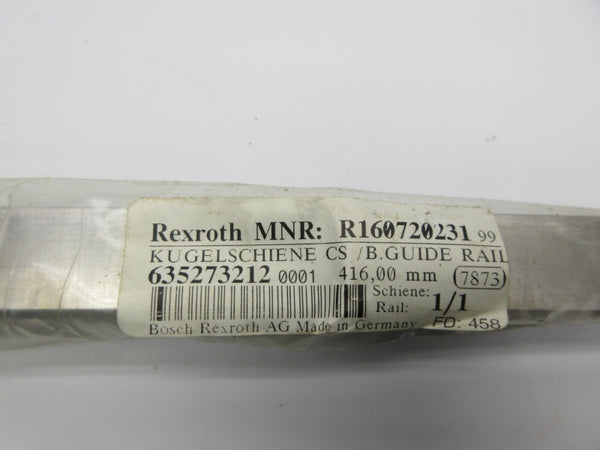 Rexroth MNR: R160720231 99
KUGELSCHIENE CS /B.GUIDE RAIL
635273212 0001 416,00 mm 7873
Schiene:
Rail: 1/1
Bosch Rexroth AG Made in Germany FD: 458